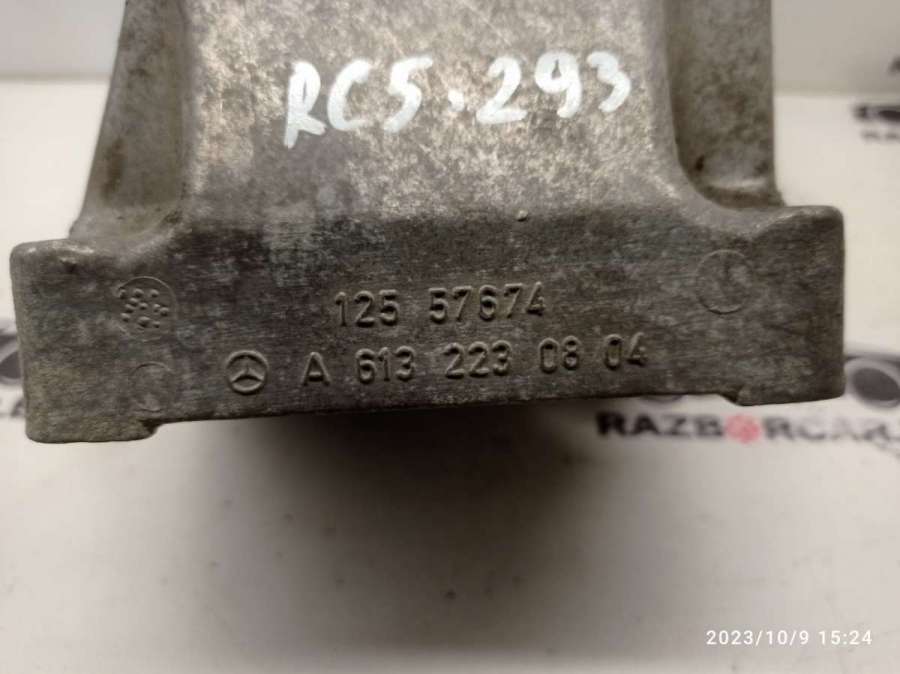 RC5.293
125 57674
A 613 223 08 04
RAZBORCAR
2023/10/9 15:24